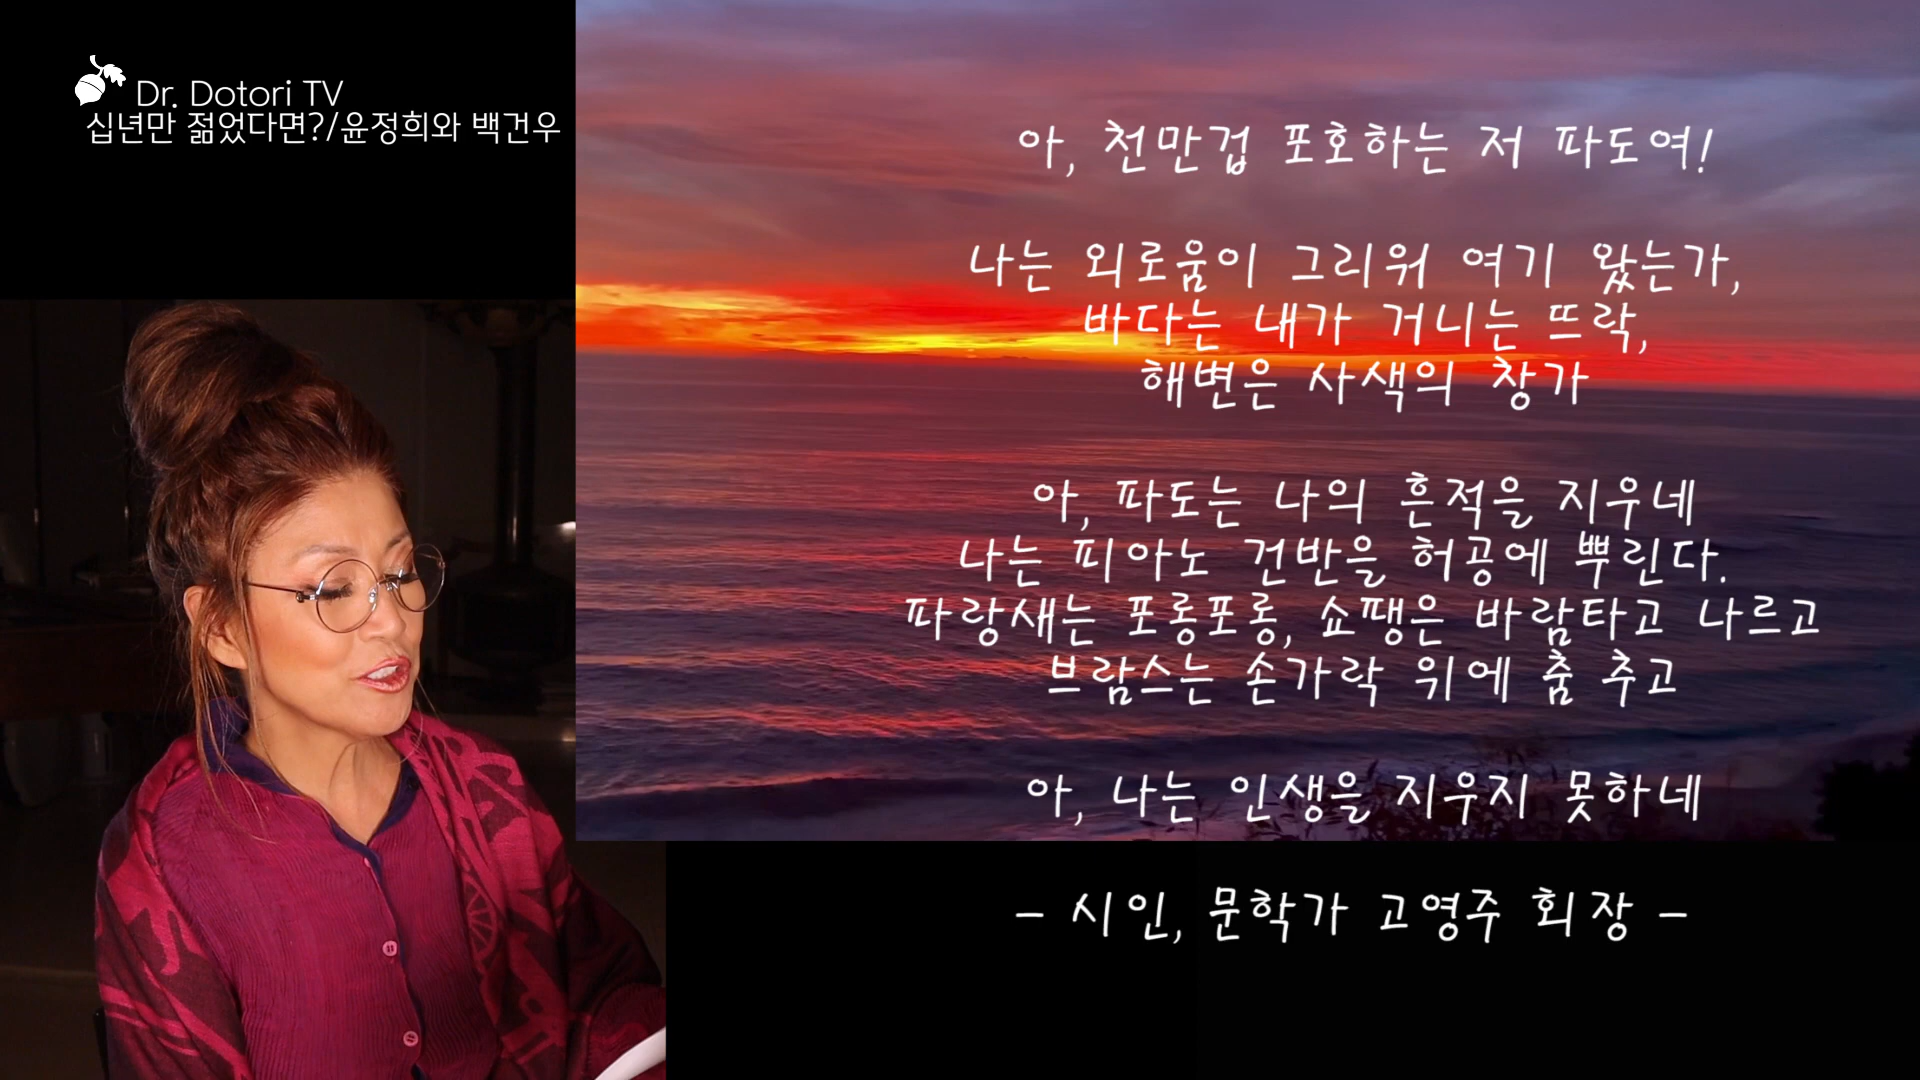 Dr. Dotori TV
십년만 젊었다면?/윤정희와 백건우
아, 천만겁 포호하는 저 파도여!
나는 외로움이 그리워 여기 왔는가,
바다는 내가 거니는 뜨락,
해변은 사색의 창가
아, 파도는 나의 흔적을 지우네
나는 피아노 건반을 허공에 뿌린다.
파랑새는 포롱포롱, 쇼팽은 바람타고 나르고
브람스는 손가락 위에 춤 추고
아, 나는 인생을 지우지 못하네
- 시인, 문학가 고영주 회장 -